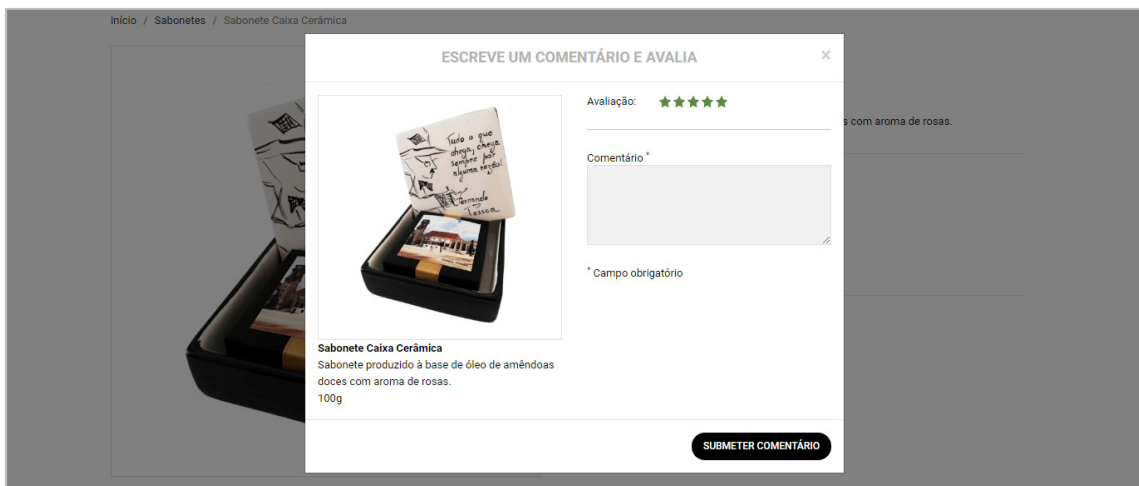 Início / Sabonetes / Sabonete Caixa Cerâmica
ESCREVE UM COMENTÁRIO E AVALIA ×
Tudo o que
chega, chega
sempre por
alguma razão!
Fernando
Pessoa
Avaliação:
s com aroma de rosas.
Comentário *
* Campo obrigatório
Sabonete Caixa Cerâmica
Sabonete produzido à base de óleo de amêndoas
doces com aroma de rosas.
100g
SUBMETER COMENTÁRIO